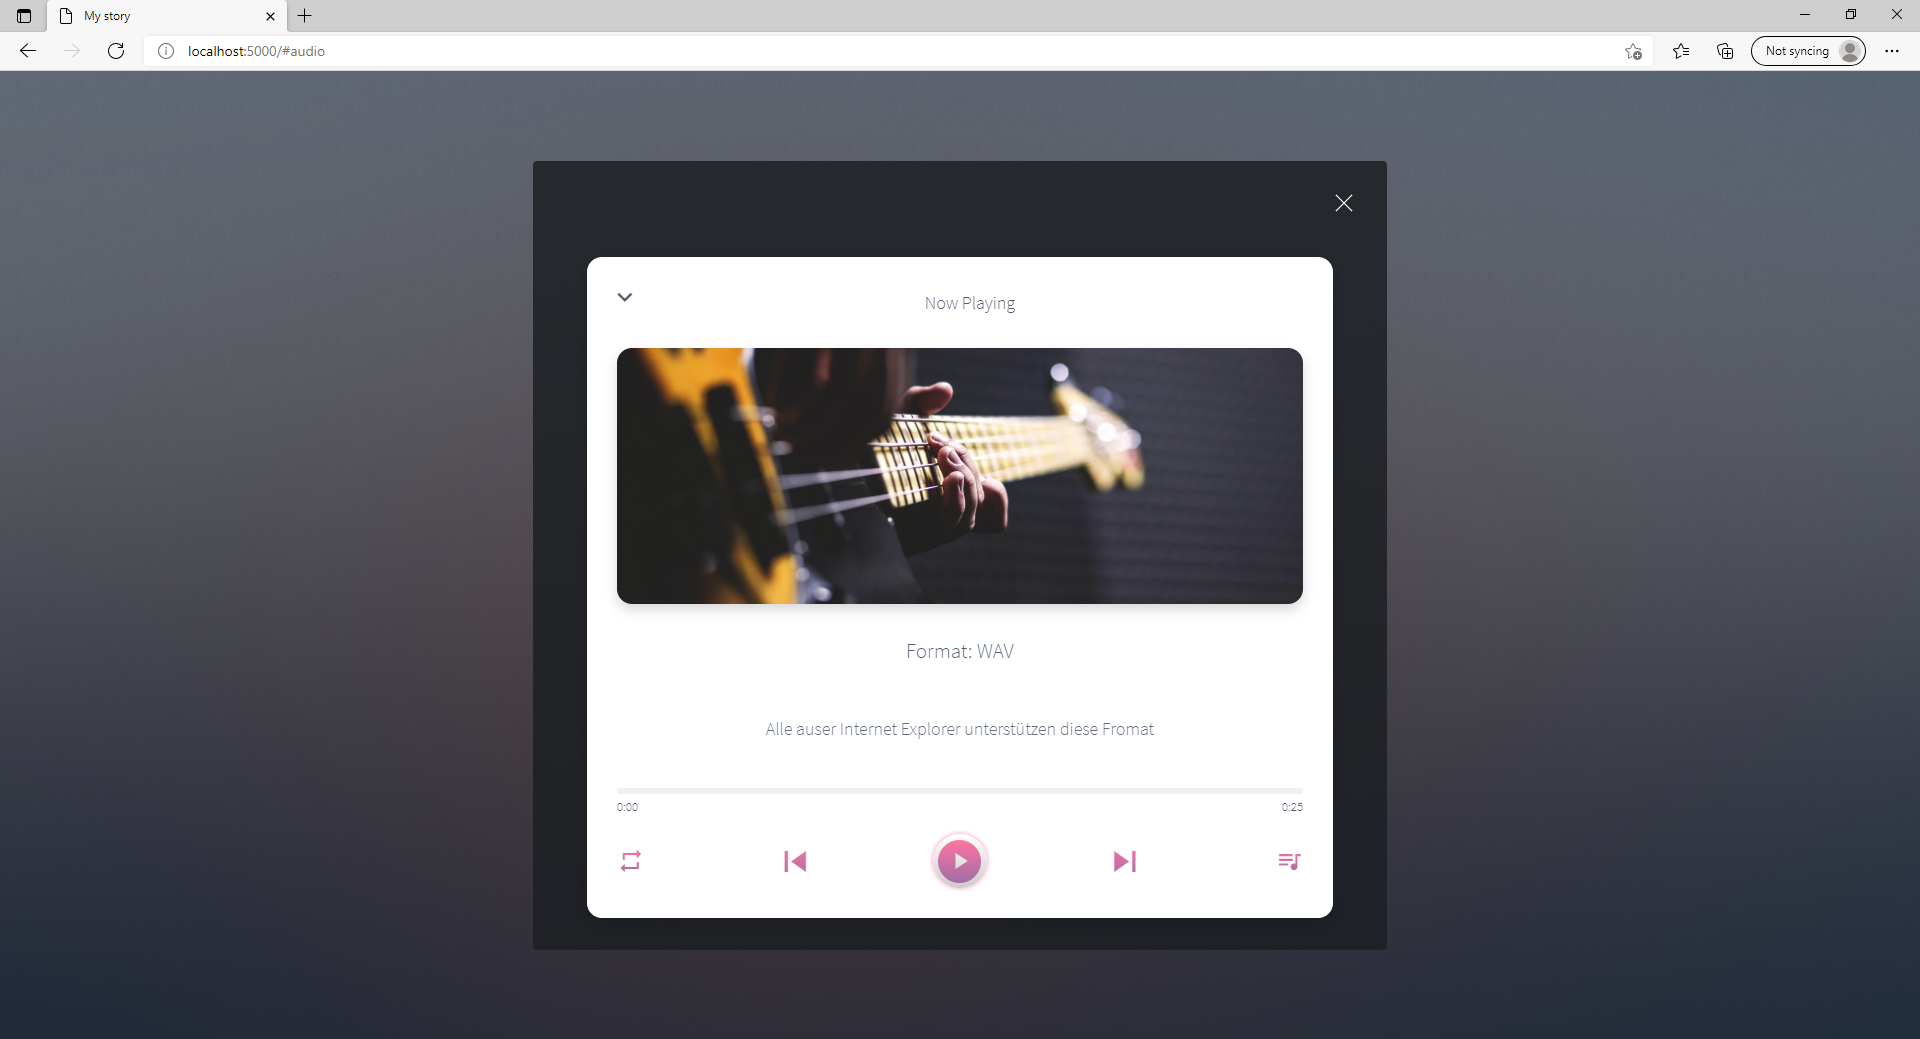 My story
localhost:5000/#audio
Not syncing
Now Playing
Format: WAV
Alle auser Internet Explorer unterstützen diese Fromat
0:00
0:25